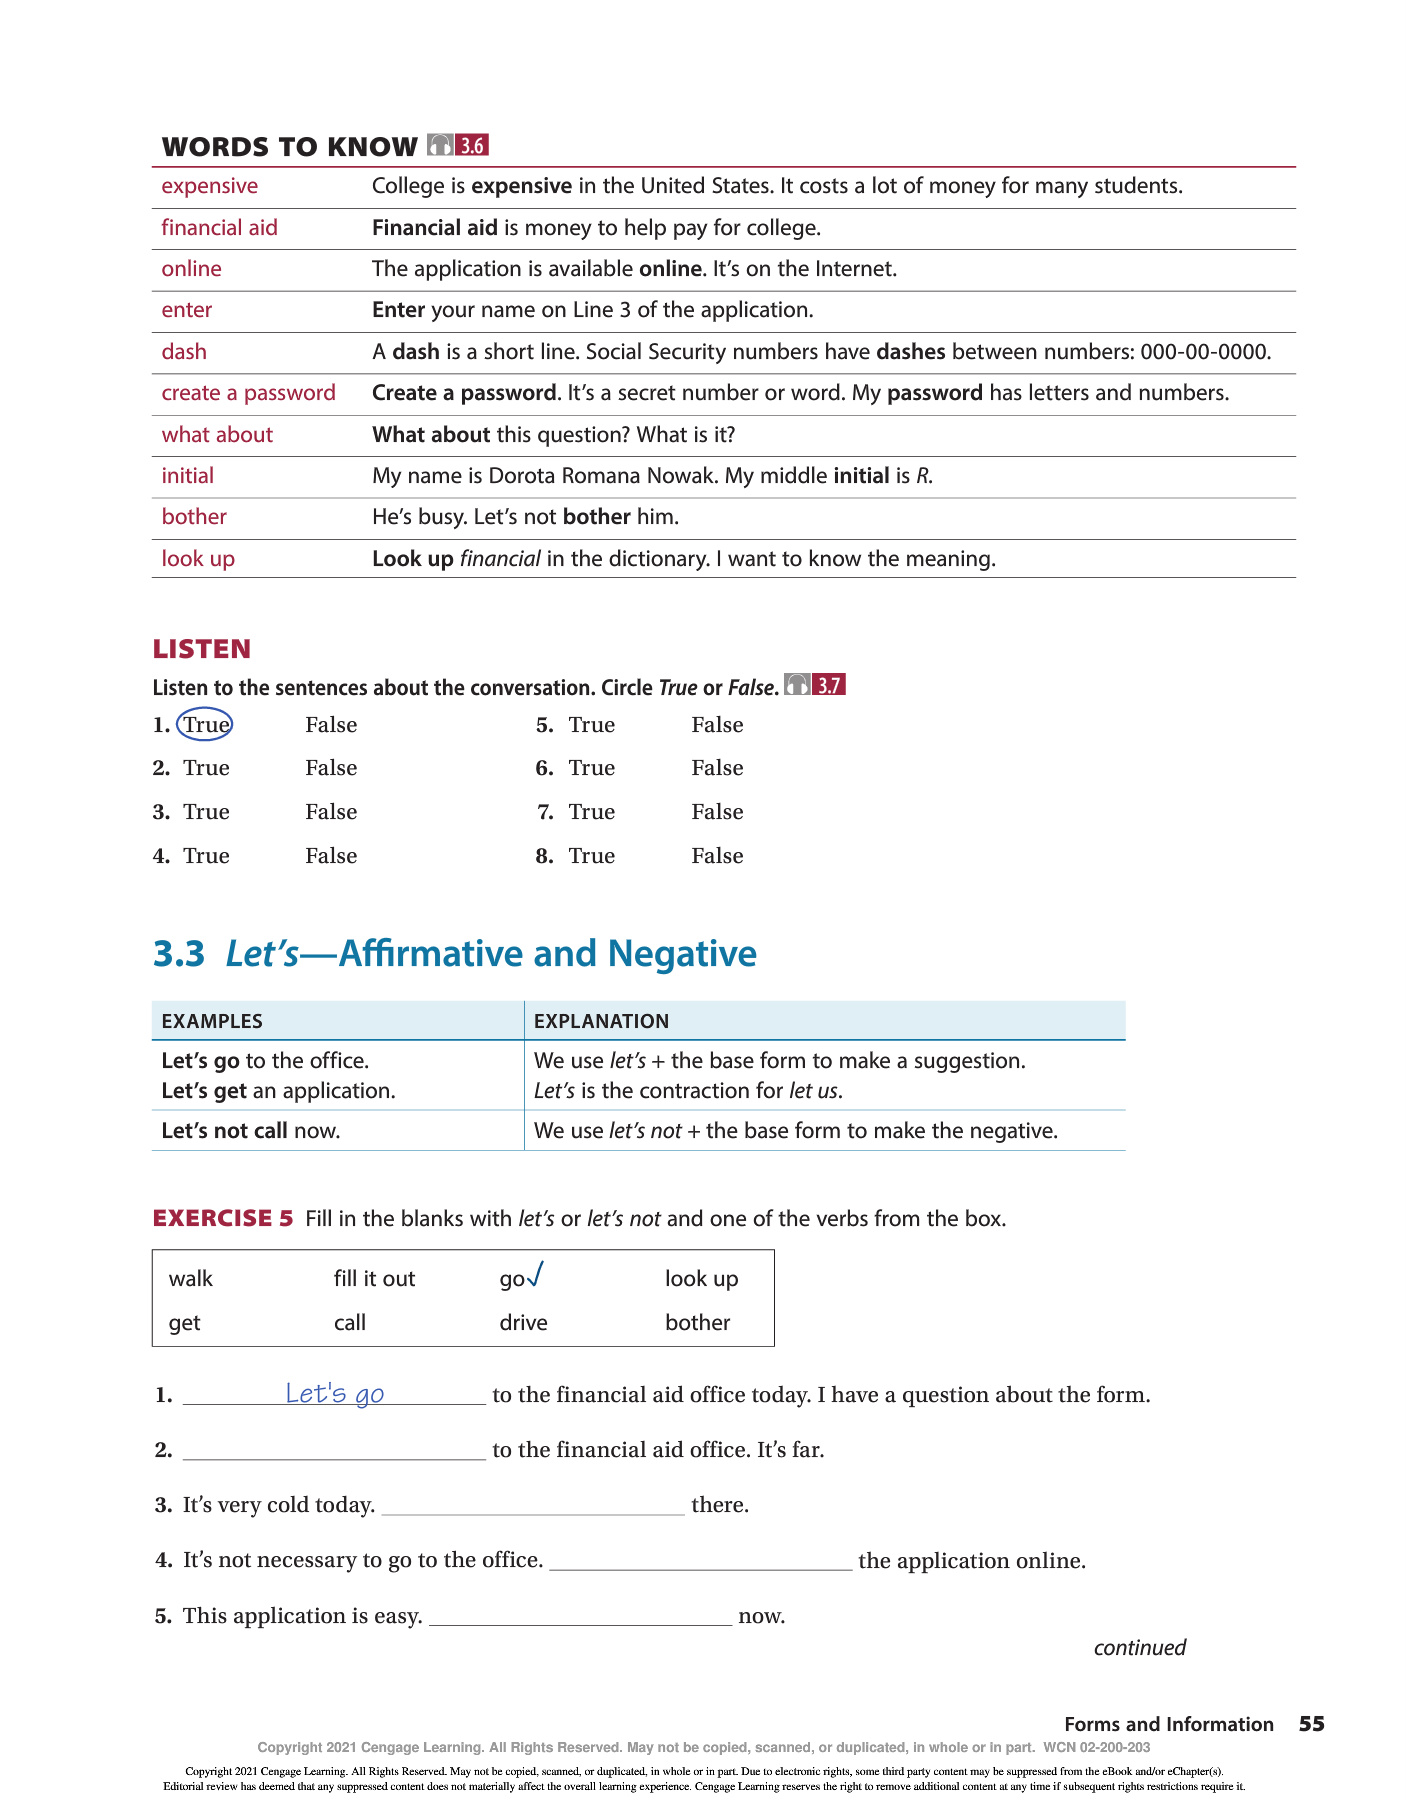 WORDS TO KNOW 3.6
expensive College is expensive in the United States. It costs a lot of money for many students.
financial aid Financial aid is money to help pay for college.
online The application is available online. It's on the Internet.
enter Enter your name on Line 3 of the application.
dash A dash is a short line. Social Security numbers have dashes between numbers: 000-00-0000.
create a password Create a password. It's a secret number or word. My password has letters and numbers.
what about What about this question? What is it?
initial My name is Dorota Romana Nowak. My middle initial is R.
bother He's busy. Let's not bother him.
look up Look up financial in the dictionary. I want to know the meaning.
LISTEN
Listen to the sentences about the conversation. Circle True or False. 3.7
1. True False 5. True False
2. True False 6. True False
3. True False 7. True False
4. True False 8. True False
3.3 Let's—Affirmative and Negative
EXAMPLES EXPLANATION
Let's go to the office. We use let's + the base form to make a suggestion.
Let's get an application. Let's is the contraction for let us.
Let's not call now. We use let's not + the base form to make the negative.
EXERCISE 5 Fill in the blanks with let's or let's not and one of the verbs from the box.
walk fill it out go✓ look up
get call drive bother
1. Let's go to the financial aid office today. I have a question about the form.
2. ____ to the financial aid office. It's far.
3. It's very cold today. ____ there.
4. It's not necessary to go to the office. ____ the application online.
5. This application is easy. ____ now.
continued
Forms and Information 55
Copyright 2021 Cengage Learning. All Rights Reserved. May not be copied, scanned, or duplicated, in whole or in part. WCN 02-200-203
Copyright 2021 Cengage Learning. All Rights Reserved. May not be copied, scanned, or duplicated, in whole or in part. Due to electronic rights, some third party content may be suppressed from the eBook and/or eChapter(s).
Editorial review has deemed that any suppressed content does not materially affect the overall learning experience. Cengage Learning reserves the right to remove additional content at any time if subsequent rights restrictions require it.